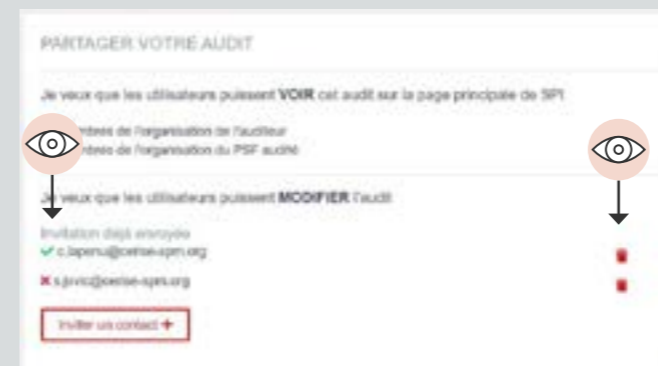 PARTAGER VOTRE AUDIT
Je veux que les utilisateurs puissent VOIR cet audit sur la page principale de SPI
de l'organisation de l'auditeur
de l'organisation du PSF audité
Je veux que les utilisateurs puissent MODIFIER l'audit
Invitation déjà envoyée
c.lapenu@cerise-spm.org
s.jovic@cerise-spm.org
Inviter un contact +